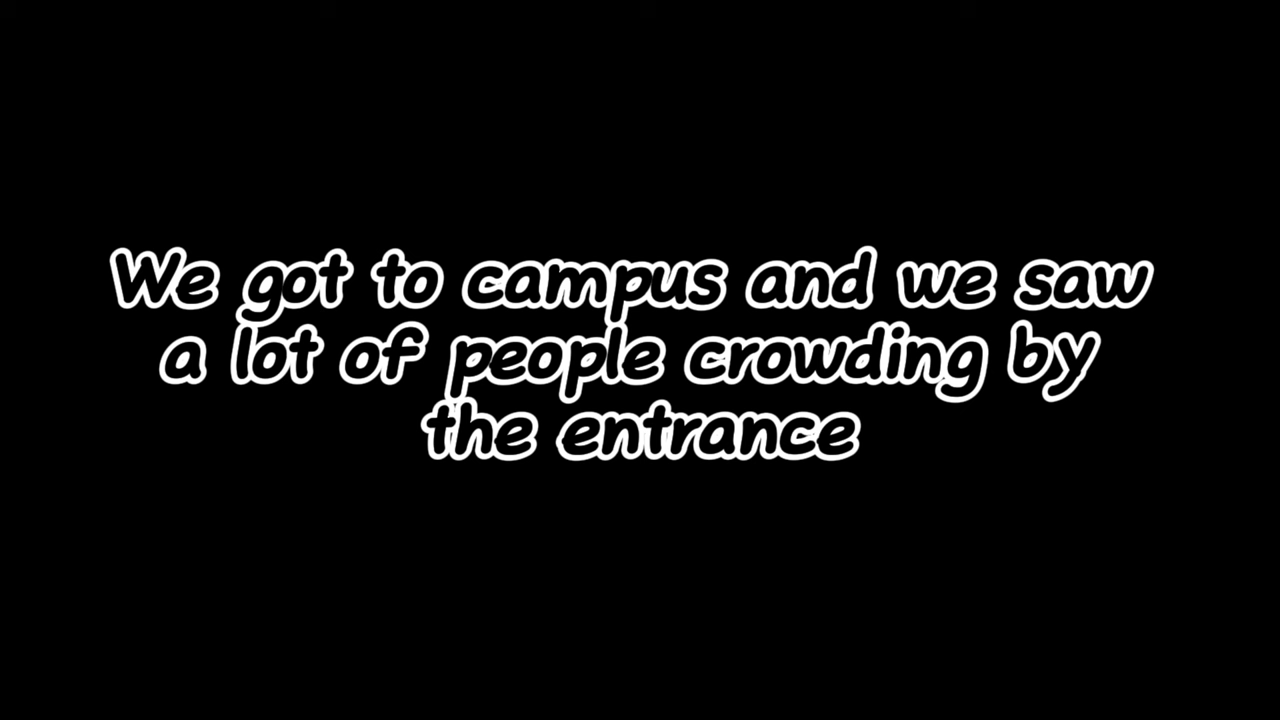 We got to campus and we saw
a lot of people crowding by
the entrance